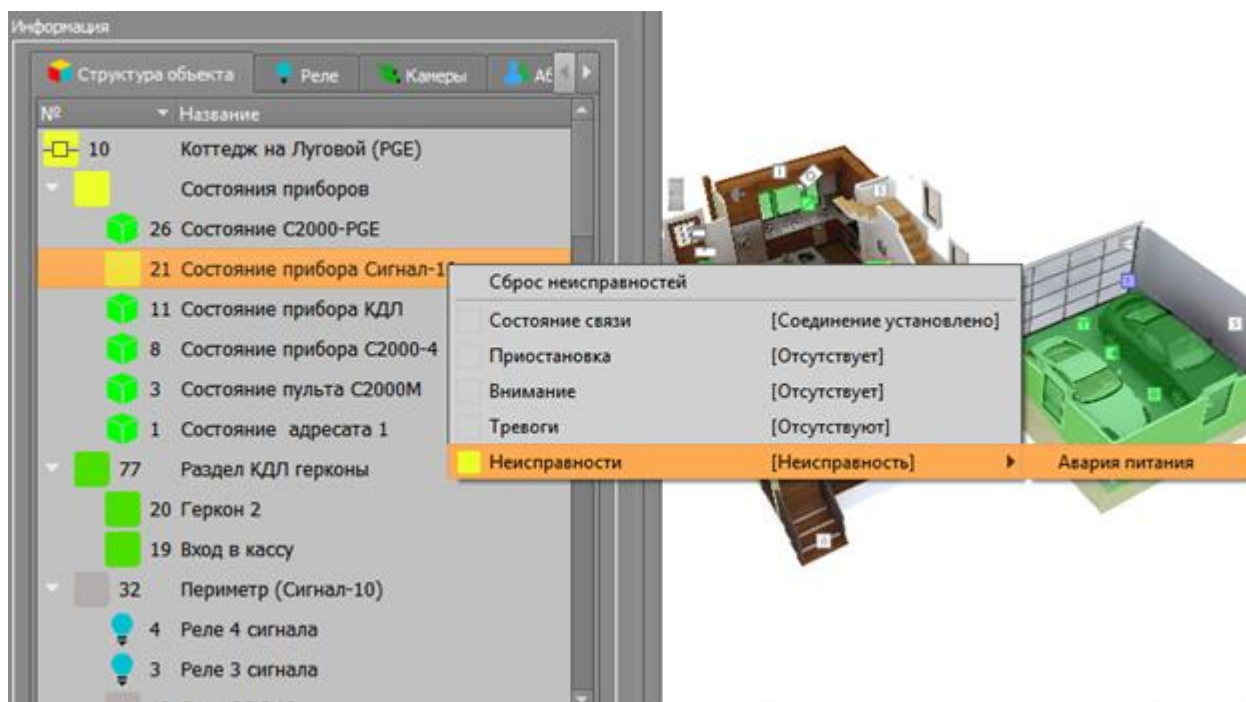 Информация
Структура объекта Реле Камеры Аб
№ Название
10 Коттедж на Луговой (PGE)
Состояния приборов
26 Состояние С2000-PGE
21 Состояние прибора Сигнал-10
Сброс неисправностей
11 Состояние прибора КДЛ
Состояние связи [Соединение установлено]
8 Состояние прибора С2000-4
Приостановка [Отсутствует]
3 Состояние пульта С2000М
Внимание [Отсутствует]
1 Состояние адресата 1
Тревоги [Отсутствуют]
77 Раздел КДЛ герконы
Неисправности [Неисправность] Авария питания
20 Геркон 2
19 Вход в кассу
32 Периметр (Сигнал-10)
4 Реле 4 сигнала
3 Реле 3 сигнала